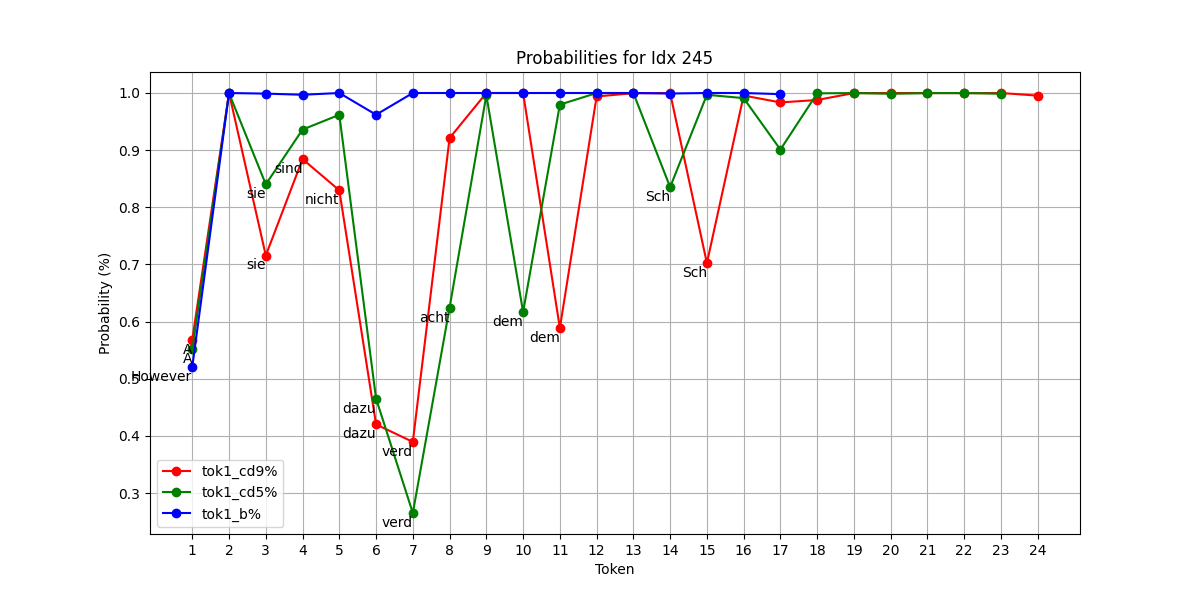 Probabilities for Idx 245
Probability (%)
1.0
0.9
0.8
0.7
0.6
0.5
0.4
0.3
A
A
However
sie
sie
sind
nicht
dazu
dazu
verd
verd
acht
dem
dem
Sch
Sch
tok1_cd9%
tok1_cd5%
tok1_b%
1 2 3 4 5 6 7 8 9 10 11 12 13 14 15 16 17 18 19 20 21 22 23 24
Token